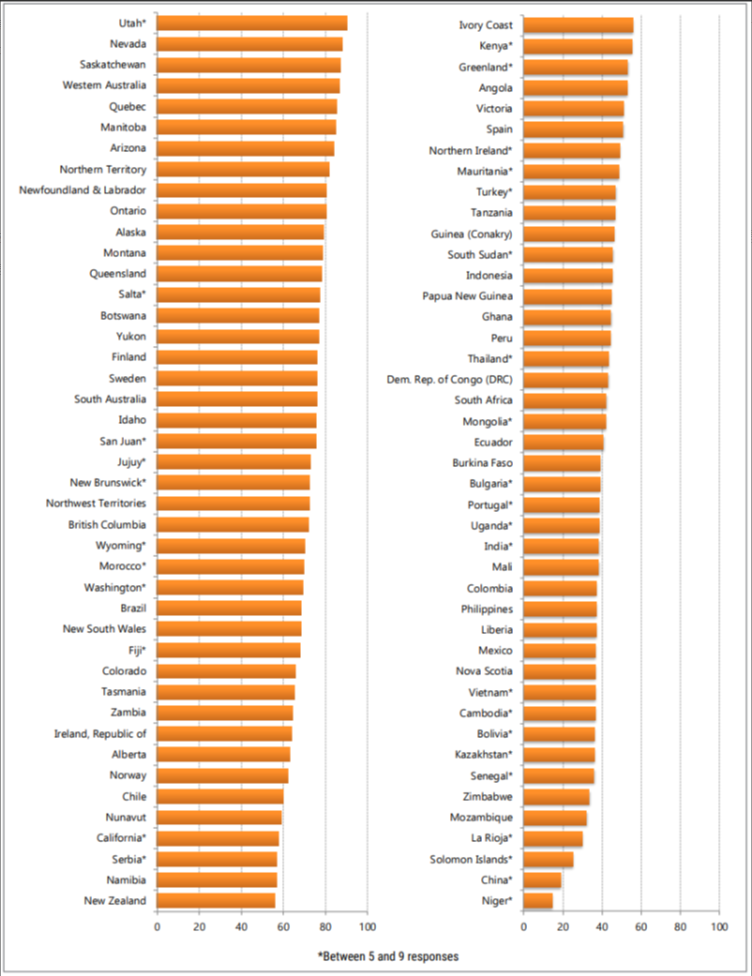 Utah*
Nevada
Saskatchewan
Western Australia
Quebec
Manitoba
Arizona
Northern Territory
Newfoundland & Labrador
Ontario
Alaska
Montana
Queensland
Salta*
Botswana
Yukon
Finland
Sweden
South Australia
Idaho
San Juan*
Jujuy*
New Brunswick*
Northwest Territories
British Columbia
Wyoming*
Morocco*
Washington*
Brazil
New South Wales
Fiji*
Colorado
Tasmania
Zambia
Ireland, Republic of
Alberta
Norway
Chile
Nunavut
California*
Serbia*
Namibia
New Zealand
0 20 40 60 80 100
Ivory Coast
Kenya*
Greenland*
Angola
Victoria
Spain
Northern Ireland*
Mauritania*
Turkey*
Tanzania
Guinea (Conakry)
South Sudan*
Indonesia
Papua New Guinea
Ghana
Peru
Thailand*
Dem. Rep. of Congo (DRC)
South Africa
Mongolia*
Ecuador
Burkina Faso
Bulgaria*
Portugal*
Uganda*
India*
Mali
Colombia
Philippines
Liberia
Mexico
Nova Scotia
Vietnam*
Cambodia*
Bolivia*
Kazakhstan*
Senegal*
Zimbabwe
Mozambique
La Rioja*
Solomon Islands*
China*
Niger*
0 20 40 60 80 100
*Between 5 and 9 responses